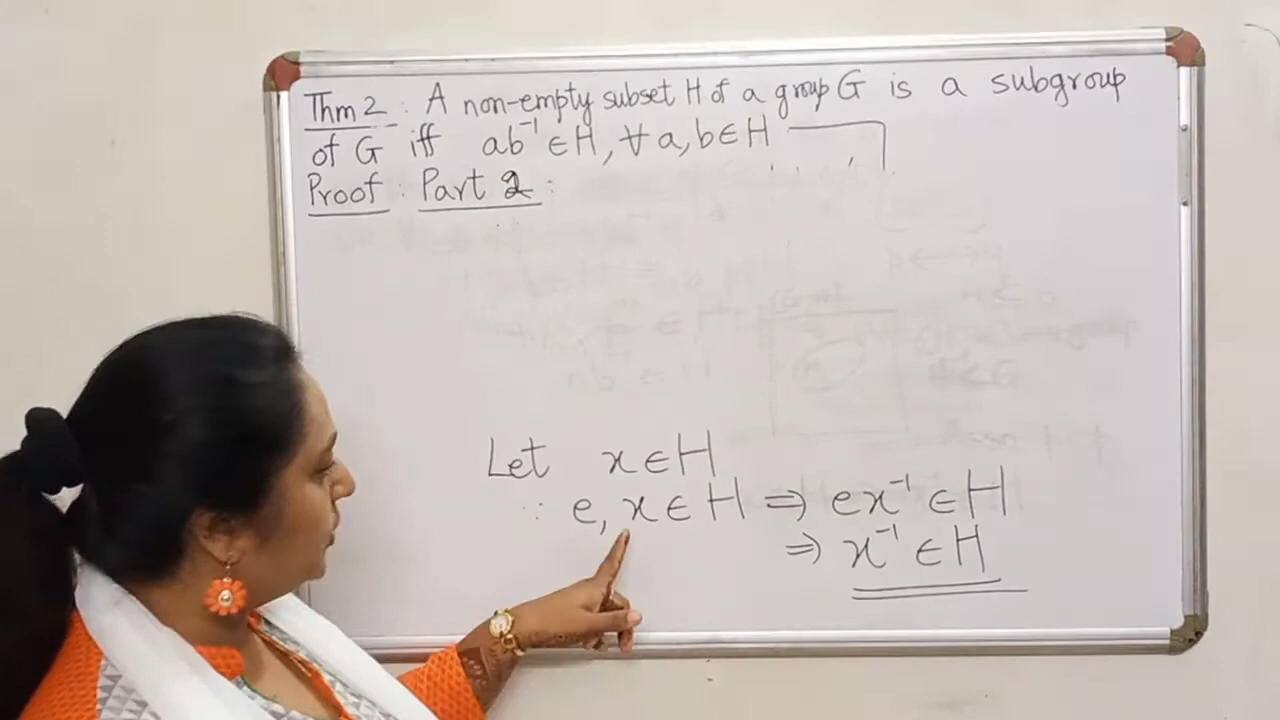 Thm 2 : A non-empty subset H of a group G is a subgroup
of G iff ab⁻¹ ∈ H, ∀ a, b ∈ H
Proof : Part 2 :
Let x ∈ H
∵ e, x ∈ H ⇒ ex⁻¹ ∈ H
⇒ x⁻¹ ∈ H